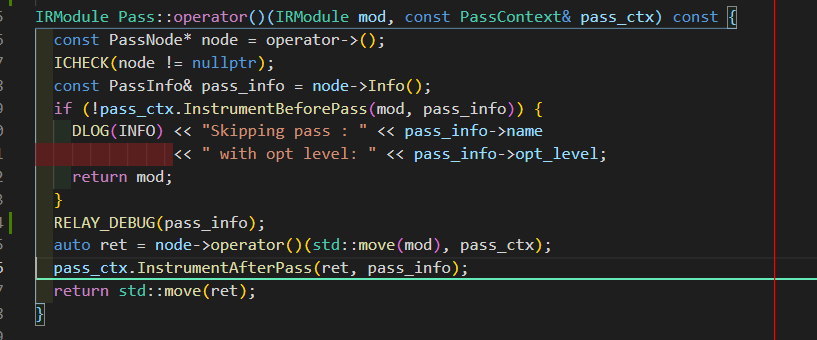 IRModule Pass::operator()(IRModule mod, const PassContext& pass_ctx) const {
const PassNode* node = operator->();
ICHECK(node != nullptr);
const PassInfo& pass_info = node->Info();
if (!pass_ctx.InstrumentBeforePass(mod, pass_info)) {
DLOG(INFO) << "Skipping pass : " << pass_info->name
<< " with opt level: " << pass_info->opt_level;
return mod;
}
RELAY_DEBUG(pass_info);
auto ret = node->operator()(std::move(mod), pass_ctx);
pass_ctx.InstrumentAfterPass(ret, pass_info);
return std::move(ret);
}